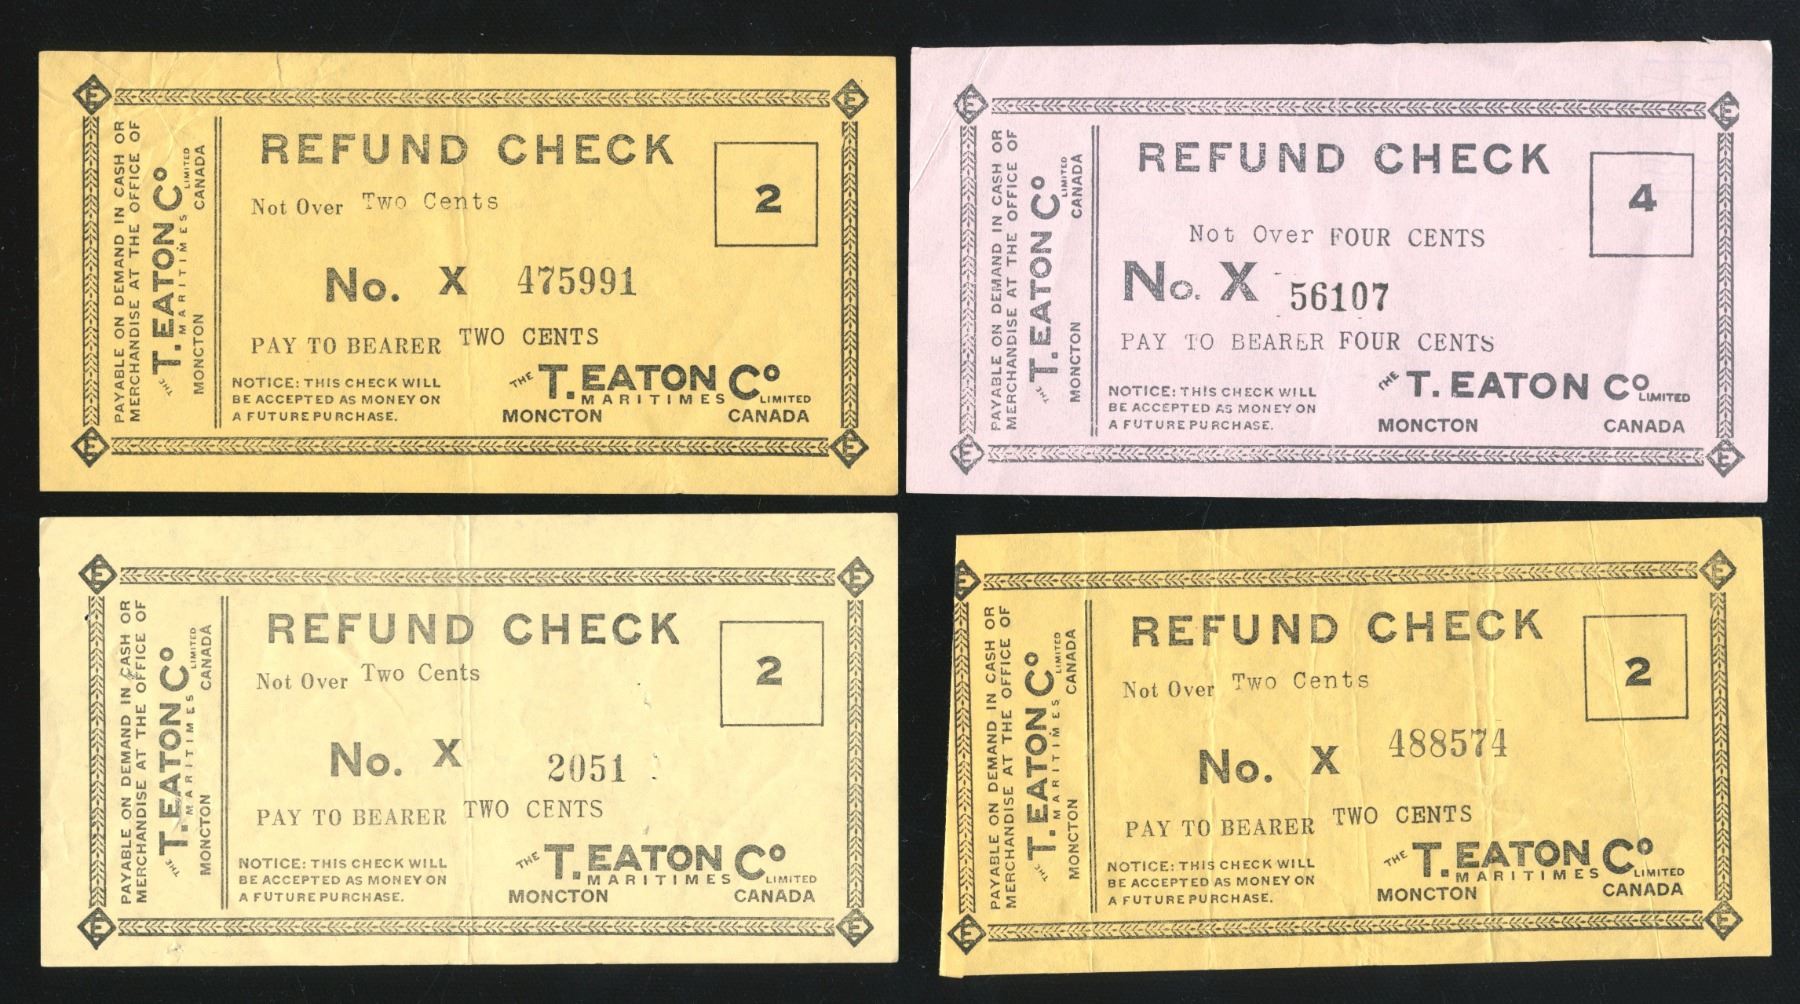 PAYABLE ON DEMAND IN CASH OR
MERCHANDISE AT THE OFFICE OF
THE T. EATON Co LIMITED
MARITIMES
MONCTON CANADA
REFUND CHECK
Not Over Two Cents
2
No. X 475991
PAY TO BEARER TWO CENTS
NOTICE: THIS CHECK WILL
BE ACCEPTED AS MONEY ON
A FUTURE PURCHASE.
THE T. EATON Co LIMITED
MARITIMES
MONCTON CANADA
PAYABLE ON DEMAND IN CASH OR
MERCHANDISE AT THE OFFICE OF
THE T. EATON Co LIMITED
MONCTON CANADA
REFUND CHECK
4
Not Over FOUR CENTS
No. X 56107
PAY TO BEARER FOUR CENTS
NOTICE: THIS CHECK WILL
BE ACCEPTED AS MONEY ON
A FUTURE PURCHASE.
THE T. EATON Co LIMITED
MONCTON CANADA
PAYABLE ON DEMAND IN CASH OR
MERCHANDISE AT THE OFFICE OF
THE T. EATON Co LIMITED
MARITIMES
MONCTON CANADA
REFUND CHECK
Not Over Two Cents
2
No. X 2051
PAY TO BEARER TWO CENTS
NOTICE: THIS CHECK WILL
BE ACCEPTED AS MONEY ON
A FUTURE PURCHASE.
THE T. EATON Co LIMITED
MARITIMES
MONCTON CANADA
PAYABLE ON DEMAND IN CASH OR
MERCHANDISE AT THE OFFICE OF
THE T. EATON Co LIMITED
MARITIMES
MONCTON CANADA
REFUND CHECK
Not Over Two Cents
2
No. X 488574
PAY TO BEARER TWO CENTS
NOTICE: THIS CHECK WILL
BE ACCEPTED AS MONEY ON
A FUTURE PURCHASE.
THE T. EATON Co LIMITED
MARITIMES
MONCTON CANADA